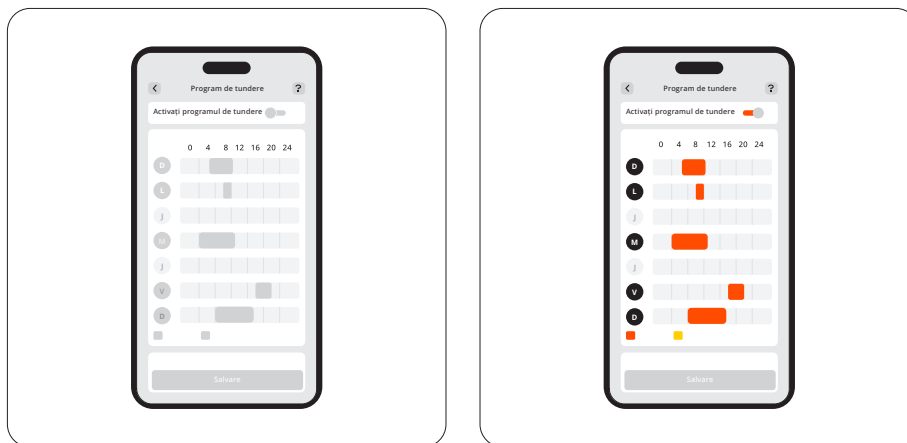 Program de tundere ?
Activați programul de tundere
0 4 8 12 16 20 24
D
L
J
M
J
V
D
Salvare
Program de tundere ?
Activați programul de tundere
0 4 8 12 16 20 24
D
L
J
M
J
V
D
Salvare